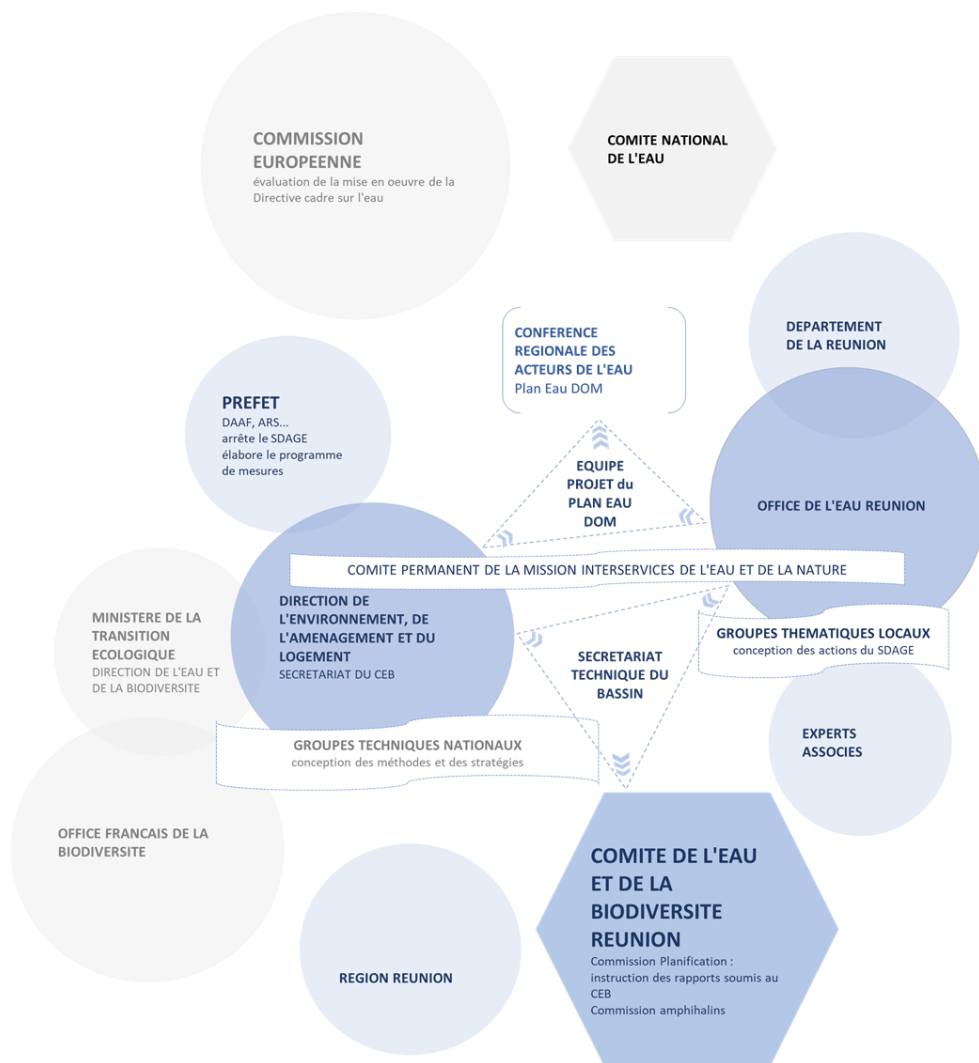 COMMISSION
EUROPEENNE
évaluation de la mise en oeuvre de la
Directive cadre sur l'eau
COMITE NATIONAL
DE L'EAU
DEPARTEMENT
DE LA REUNION
CONFERENCE
REGIONALE DES
ACTEURS DE L'EAU
Plan Eau DOM
PREFET
DAAF, ARS...
arrête le SDAGE
élabore le programme
de mesures
EQUIPE
PROJET du
PLAN EAU
DOM
OFFICE DE L'EAU REUNION
COMITE PERMANENT DE LA MISSION INTERSERVICES DE L'EAU ET DE LA NATURE
DIRECTION DE
L'ENVIRONNEMENT, DE
L'AMENAGEMENT ET DU
LOGEMENT
SECRETARIAT DU CEB
MINISTERE DE LA
TRANSITION
ECOLOGIQUE
DIRECTION DE L'EAU ET
DE LA BIODIVERSITE
GROUPES THEMATIQUES LOCAUX
conception des actions du SDAGE
SECRETARIAT
TECHNIQUE DU
BASSIN
GROUPES TECHNIQUES NATIONAUX
conception des méthodes et des stratégies
EXPERTS
ASSOCIES
OFFICE FRANCAIS DE LA
BIODIVERSITE
COMITE DE L'EAU
ET DE LA
BIODIVERSITE
REUNION
Commission Planification :
instruction des rapports soumis au
CEB
Commission amphihalins
REGION REUNION